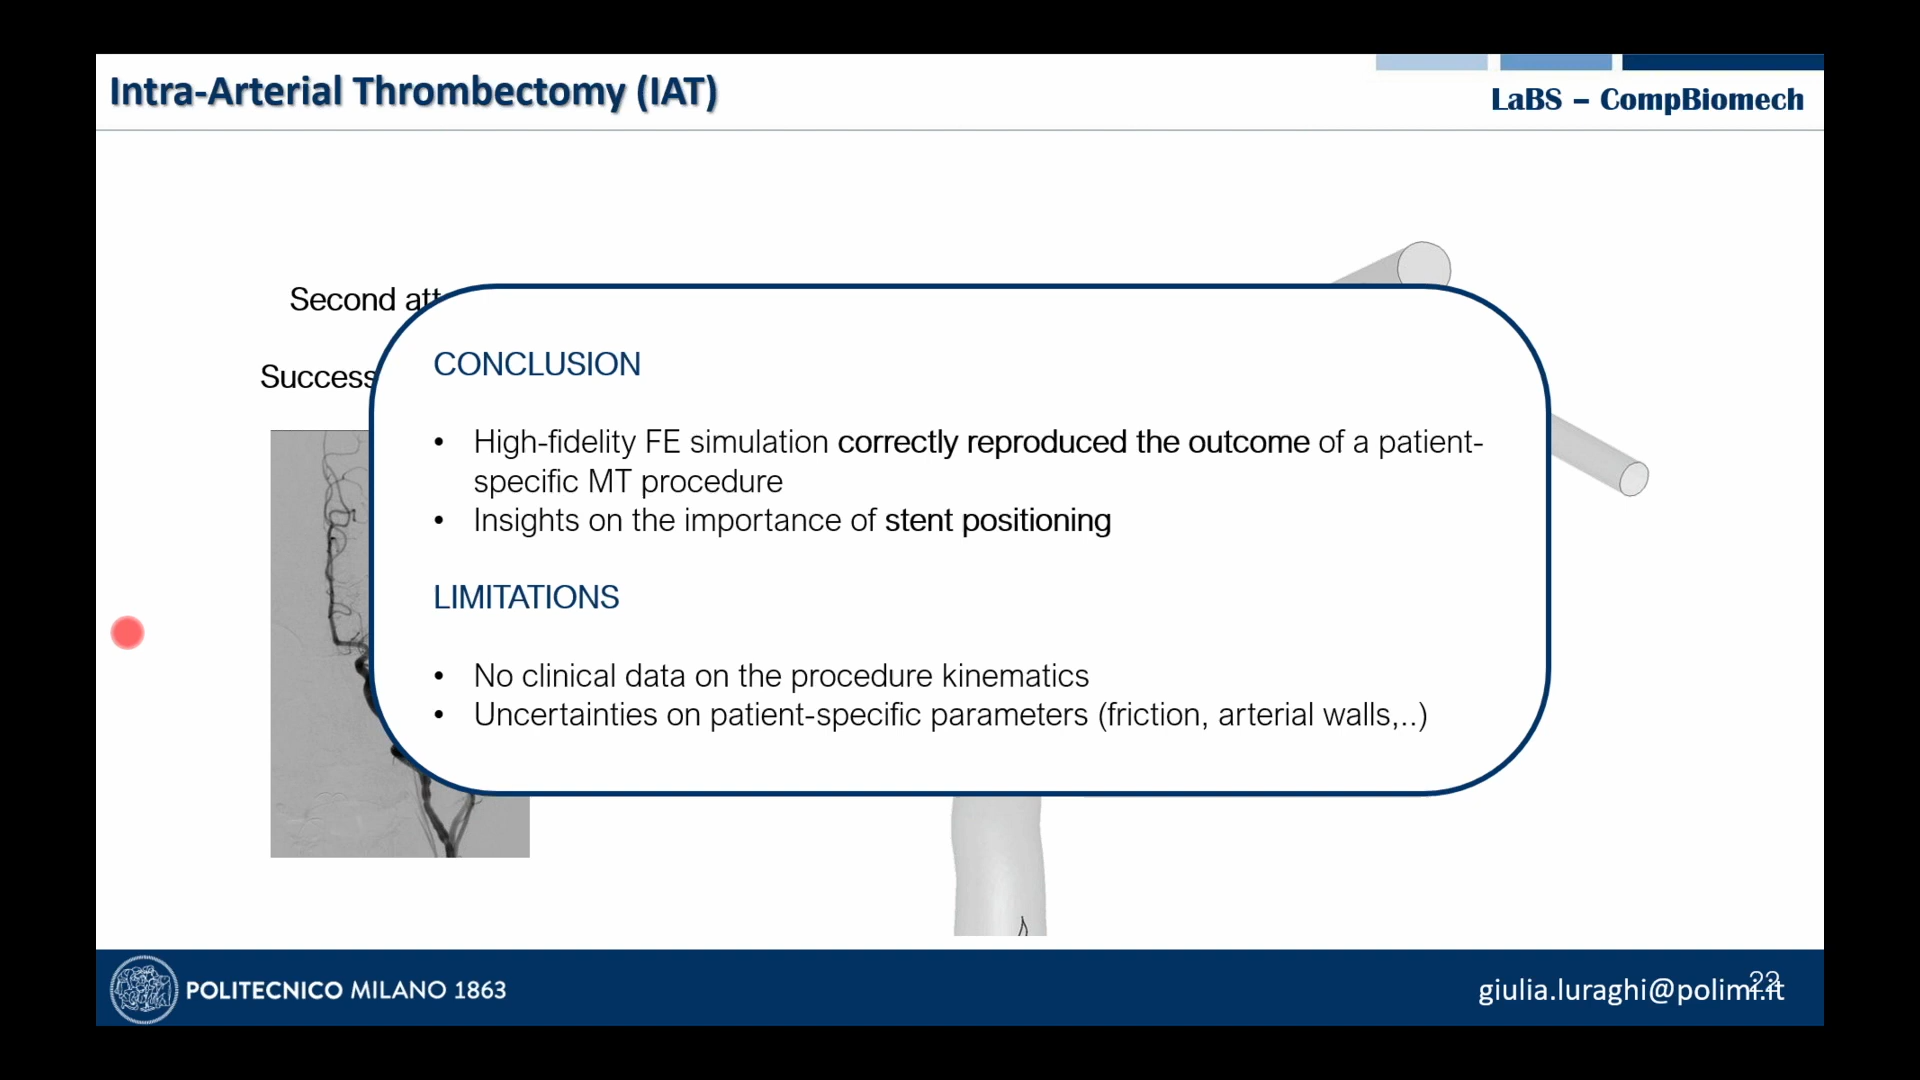 Intra-Arterial Thrombectomy (IAT)
LaBS – CompBiomech
Second
Success
CONCLUSION
• High-fidelity FE simulation correctly reproduced the outcome of a patient-
specific MT procedure
• Insights on the importance of stent positioning
LIMITATIONS
• No clinical data on the procedure kinematics
• Uncertainties on patient-specific parameters (friction, arterial walls,..)
POLITECNICO MILANO 1863
giulia.luraghi@polimi.it